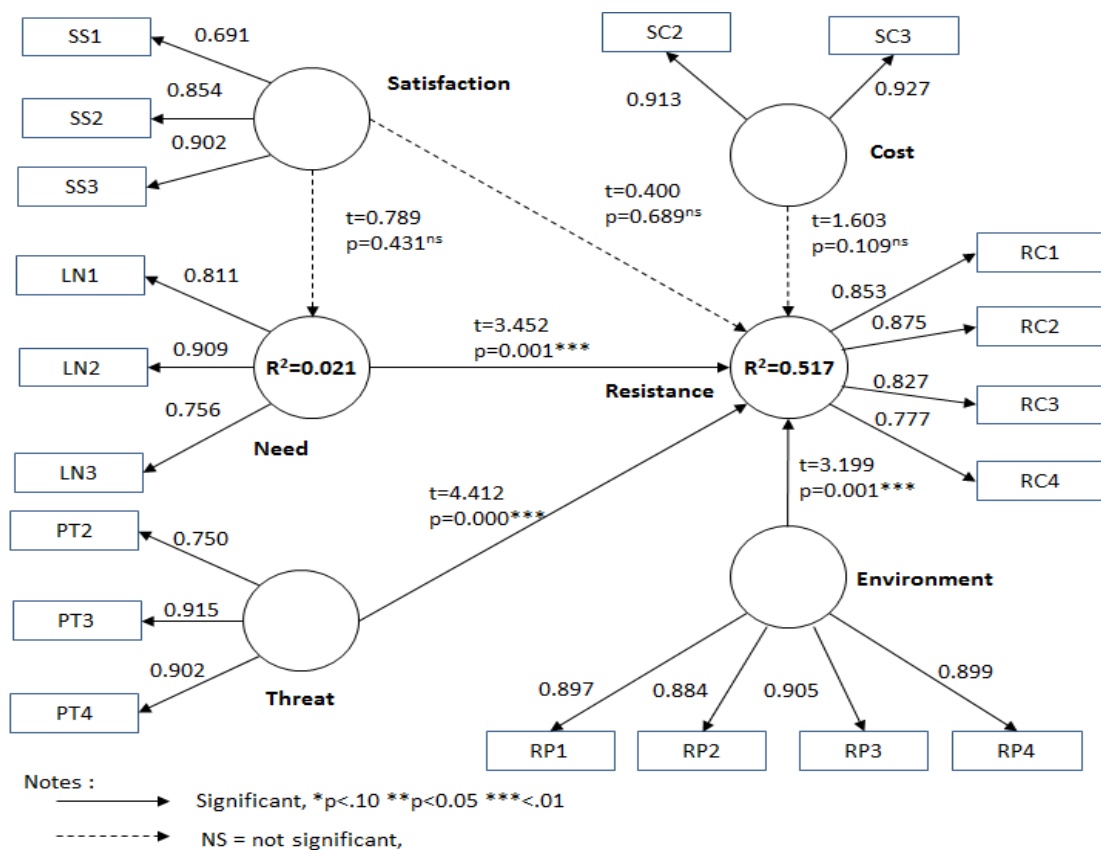 SS1
0.691
SS2
0.854
SS3
0.902
Satisfaction
SC2
SC3
0.913
0.927
Cost
t=0.400
p=0.689ⁿˢ
t=0.789
p=0.431ⁿˢ
t=1.603
p=0.109ⁿˢ
LN1
0.811
LN2
0.909
LN3
0.756
R²=0.021
Need
t=3.452
p=0.001***
R²=0.517
Resistance
RC1
0.853
RC2
0.875
RC3
0.827
RC4
0.777
t=3.199
p=0.001***
t=4.412
p=0.000***
PT2
0.750
PT3
0.915
PT4
0.902
Threat
Environment
0.897
0.884
0.905
0.899
RP1
RP2
RP3
RP4
Notes :
Significant, *p<.10 **p<0.05 ***<.01
NS = not significant,